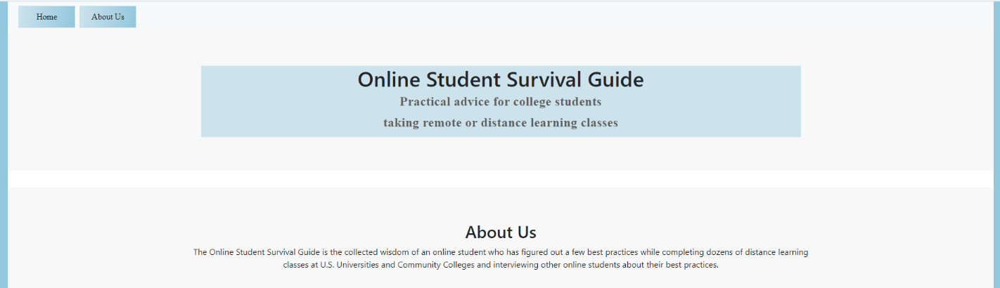 Home
About Us
Online Student Survival Guide
Practical advice for college students
taking remote or distance learning classes
About Us
The Online Student Survival Guide is the collected wisdom of an online student who has figured out a few best practices while completing dozens of distance learning
classes at U.S. Universities and Community Colleges and interviewing other online students about their best practices.